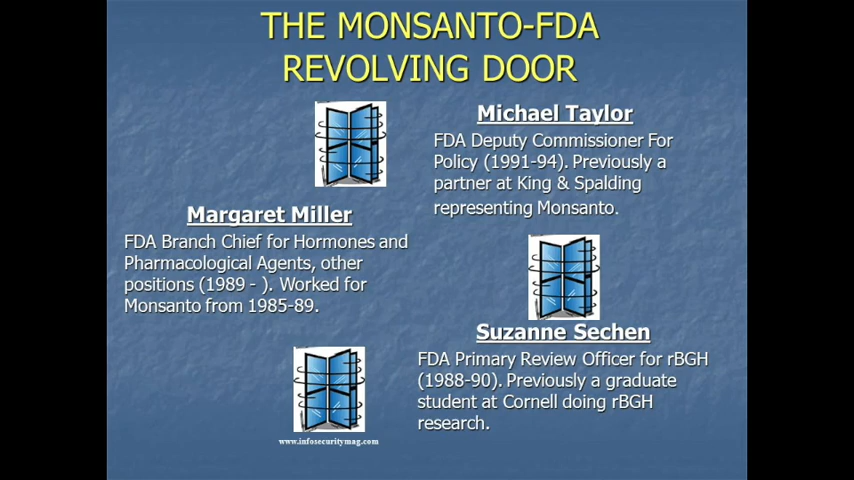 THE MONSANTO-FDA
REVOLVING DOOR
Michael Taylor
FDA Deputy Commissioner For
Policy (1991-94). Previously a
partner at King & Spalding
representing Monsanto.
Margaret Miller
FDA Branch Chief for Hormones and
Pharmacological Agents, other
positions (1989 - ). Worked for
Monsanto from 1985-89.
Suzanne Sechen
FDA Primary Review Officer for rBGH
(1988-90). Previously a graduate
student at Cornell doing rBGH
research.
www.infosecuritymag.com